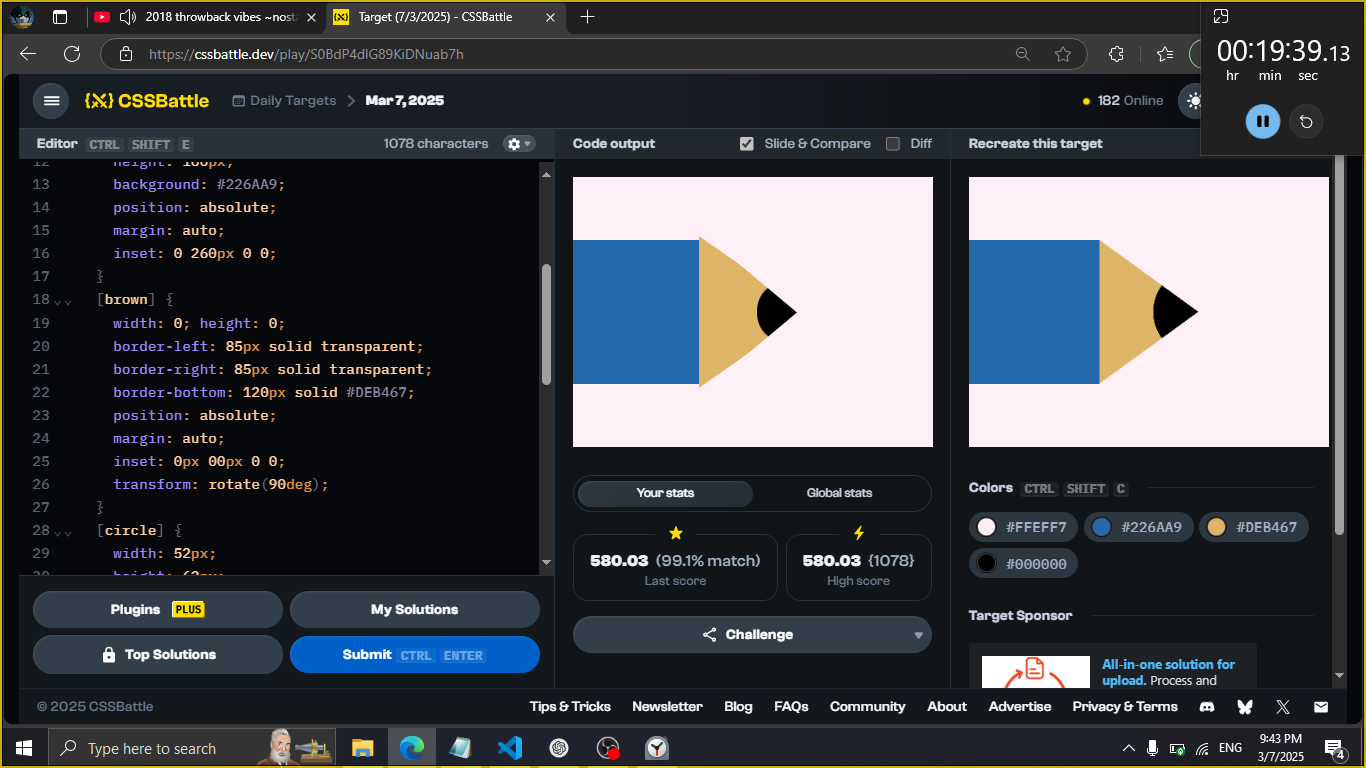 2018 throwback vibes ~nosta
Target (7/3/2025) - CSSBattle
https://cssbattle.dev/play/S0BdP4dlG89KiDNuab7h
00:19:39.13
hr min sec
{X} CSSBattle
Daily Targets
Mar 7, 2025
182 Online
Editor CTRL SHIFT E
1078 characters
Code output
Slide & Compare
Diff
Recreate this target
12 height: 160px;
13 background: #226AA9;
14 position: absolute;
15 margin: auto;
16 inset: 0 260px 0 0;
17 }
18 [brown] {
19 width: 0; height: 0;
20 border-left: 85px solid transparent;
21 border-right: 85px solid transparent;
22 border-bottom: 120px solid #DEB467;
23 position: absolute;
24 margin: auto;
25 inset: 0px 00px 0 0;
26 transform: rotate(90deg);
27 }
28 [circle] {
29 width: 52px;
Your stats
Global stats
580.03 (99.1% match)
Last score
580.03 {1078}
High score
Challenge
Colors CTRL SHIFT C
#FFEFF7
#226AA9
#DEB467
#000000
Target Sponsor
All-in-one solution for
upload. Process and
Plugins PLUS
My Solutions
Top Solutions
Submit CTRL ENTER
© 2025 CSSBattle
Tips & Tricks
Newsletter
Blog
FAQs
Community
About
Advertise
Privacy & Terms
Type here to search
ENG
9:43 PM
3/7/2025
4